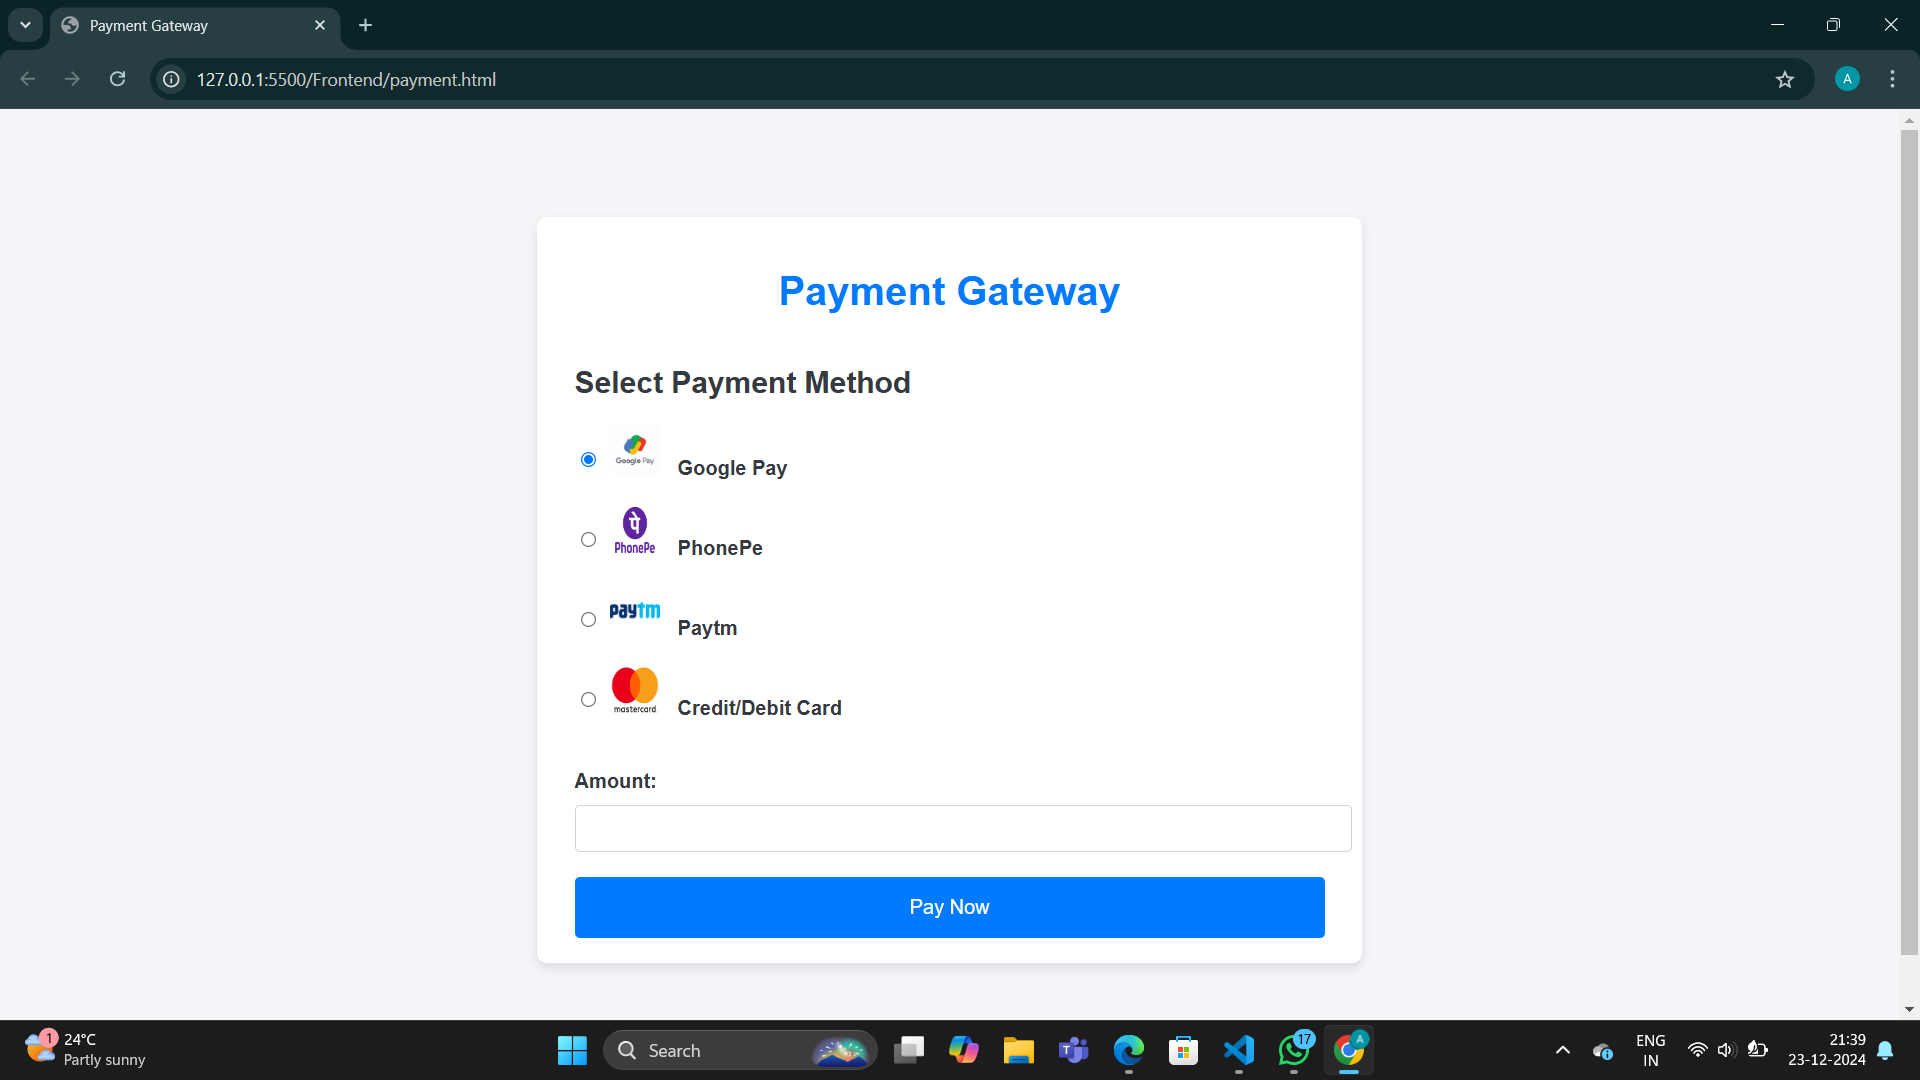 Payment Gateway
127.0.0.1:5500/Frontend/payment.html
A
Payment Gateway
Select Payment Method
Google Pay
Google Pay
पे
PhonePe
PhonePe
paytm
Paytm
mastercard.
Credit/Debit Card
Amount:
Pay Now
1
24°C
Partly sunny
Search
T
17
A
ENG
IN
21:39
23-12-2024